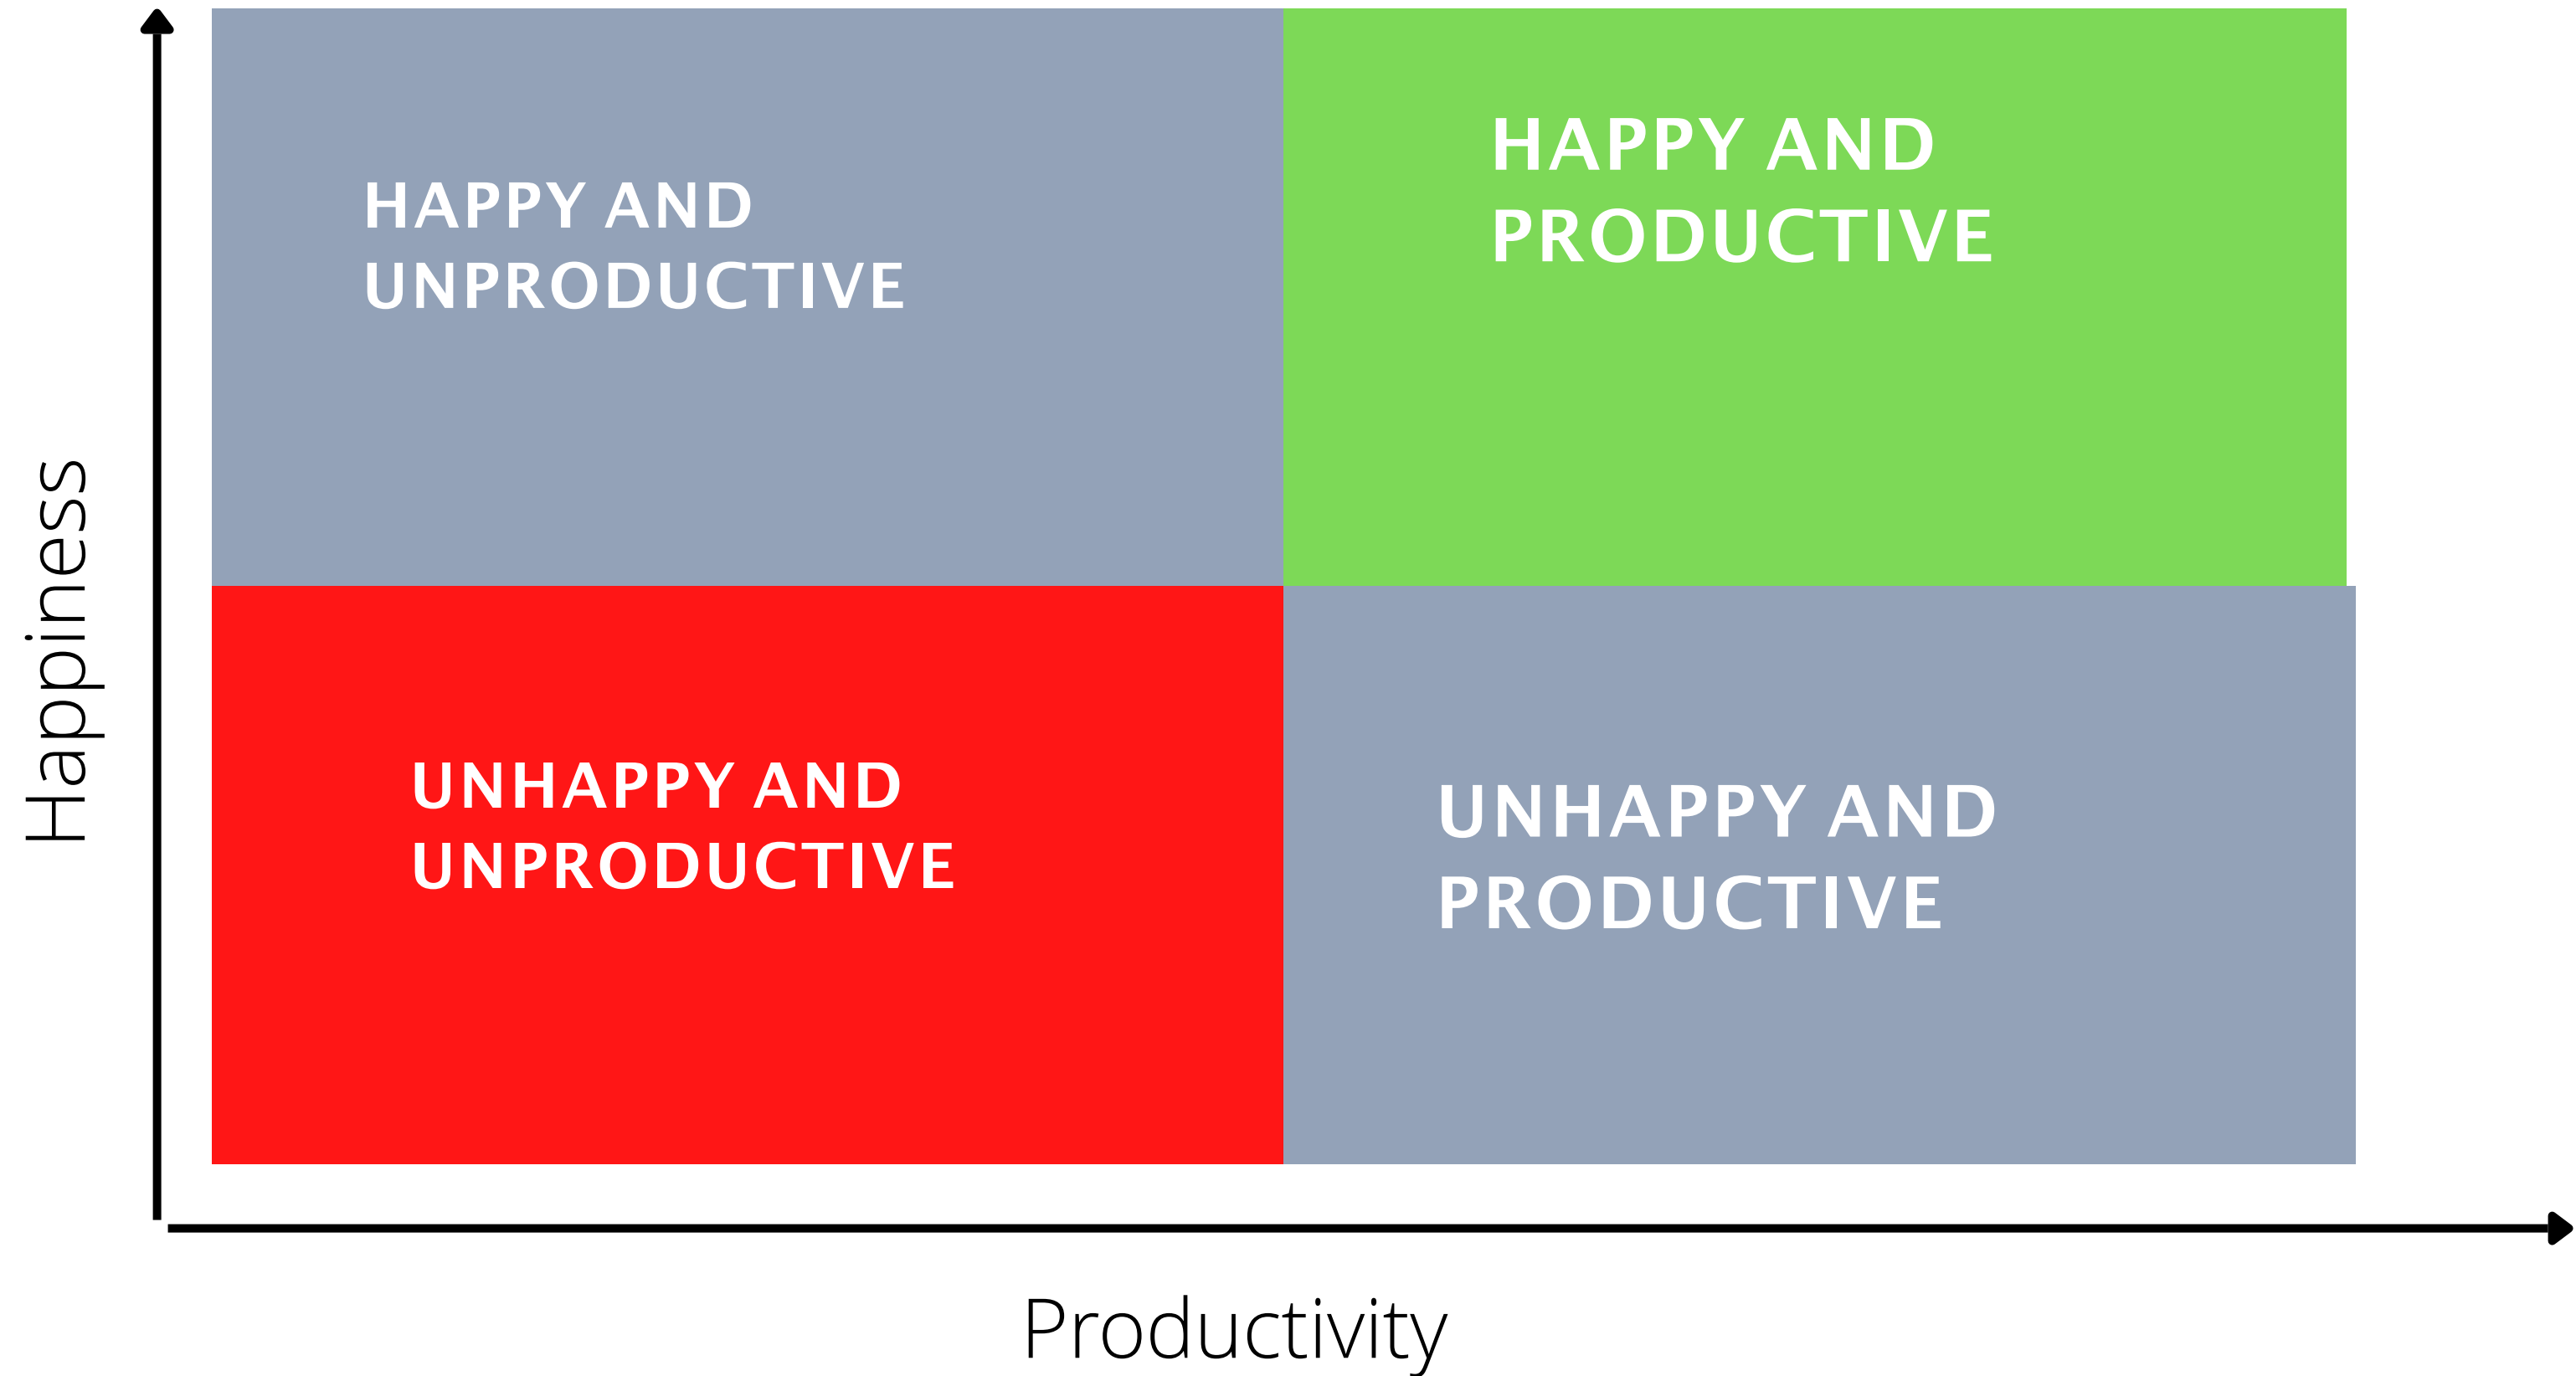 HAPPY AND
UNPRODUCTIVE
HAPPY AND
PRODUCTIVE
Happiness
UNHAPPY AND
UNPRODUCTIVE
UNHAPPY AND
PRODUCTIVE
Productivity